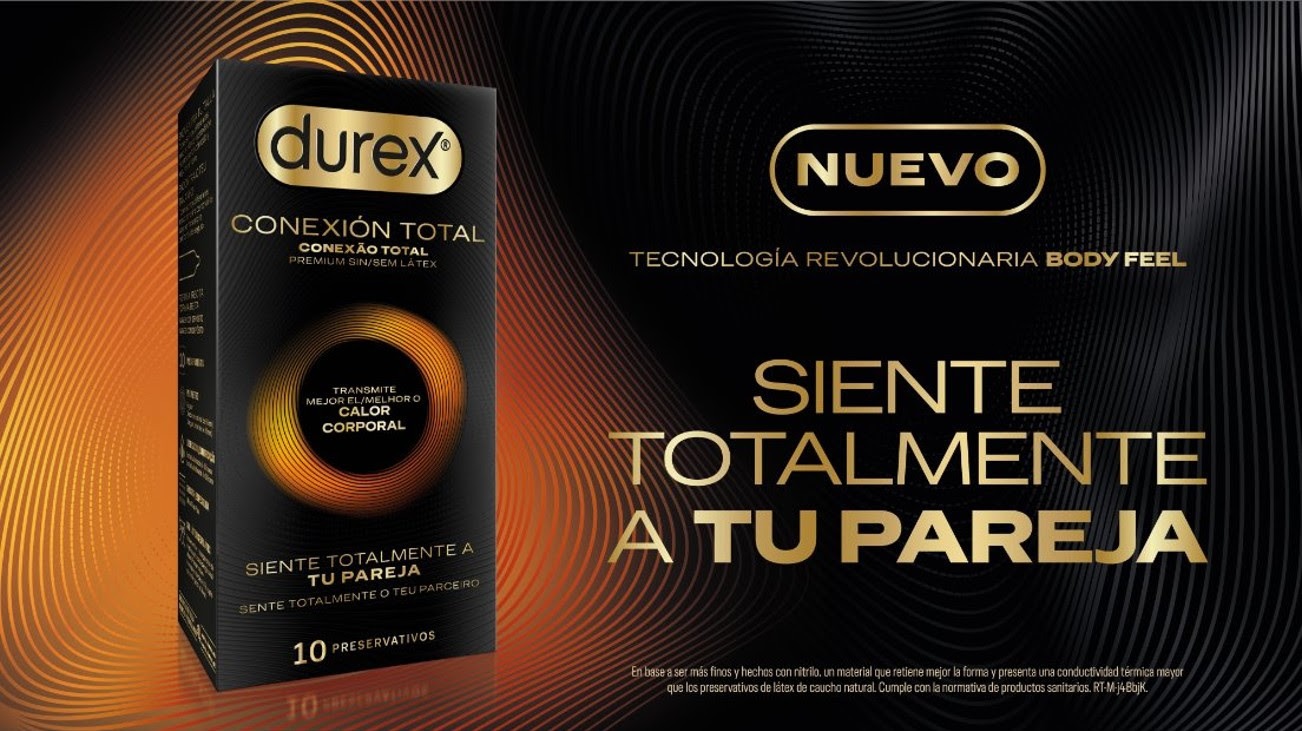 durex®
CONEXIÓN TOTAL
CONEXÃO TOTAL
PREMIUM SIN/SEM LÁTEX
TRANSMITE
MEJOR EL/MELHOR O
CALOR
CORPORAL
SIENTE TOTALMENTE A
TU PAREJA
SENTE TOTALMENTE O TEU PARCEIRO
10 PRESERVATIVOS
NUEVO
TECNOLOGÍA REVOLUCIONARIA BODY FEEL
SIENTE
TOTALMENTE
A TU PAREJA
En base a ser más finos y hechos con nitrilo, un material que retiene mejor la forma y presenta una conductividad térmica mayor
que los preservativos de látex de caucho natural. Cumple con la normativa de productos sanitarios. RT-M-j4BbjK.